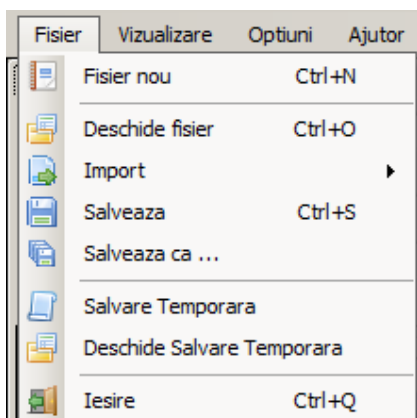 Fisier Vizualizare Optiuni Ajutor
Fisier nou Ctrl+N
Deschide fisier Ctrl+O
Import
Salveaza Ctrl+S
Salveaza ca ...
Salvare Temporara
Deschide Salvare Temporara
Iesire Ctrl+Q